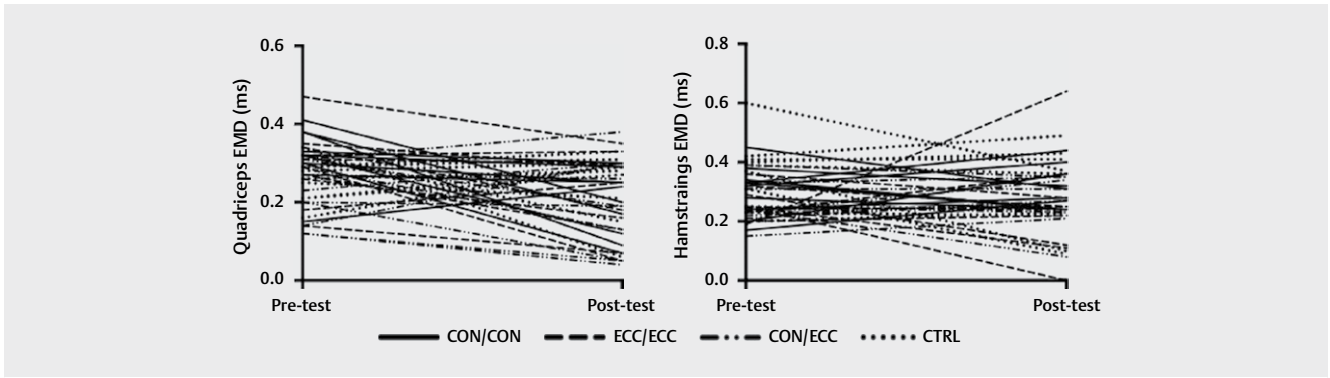 Quadriceps EMD (ms)
0.6
0.4
0.2
0.0
Pre-test Post-test
Hamstraings EMD (ms)
0.8
0.6
0.4
0.2
0.0
Pre-test Post-test
CON/CON ECC/ECC CON/ECC CTRL